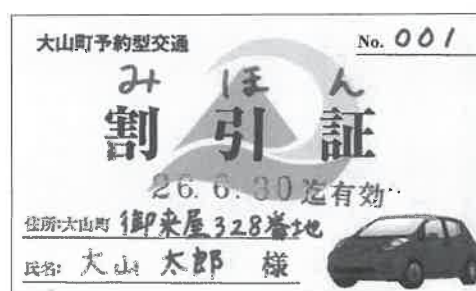 大山町予約型交通 No. 001
みほん
割引証
26. 6. 30 迄有効
住所:大山町 御来屋328番地
氏名: 大山 太郎 様